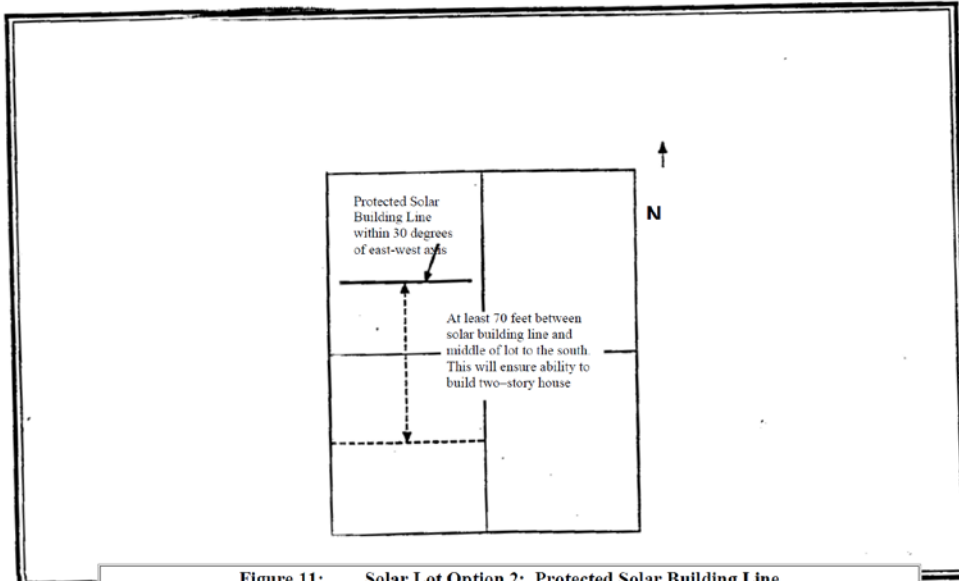 Protected Solar
Building Line
within 30 degrees
of east-west axis
N
At least 70 feet between
solar building line and
middle of lot to the south.
This will ensure ability to
build two–story house
Figure 11: Solar Lot Option 2: Protected Solar Building Line